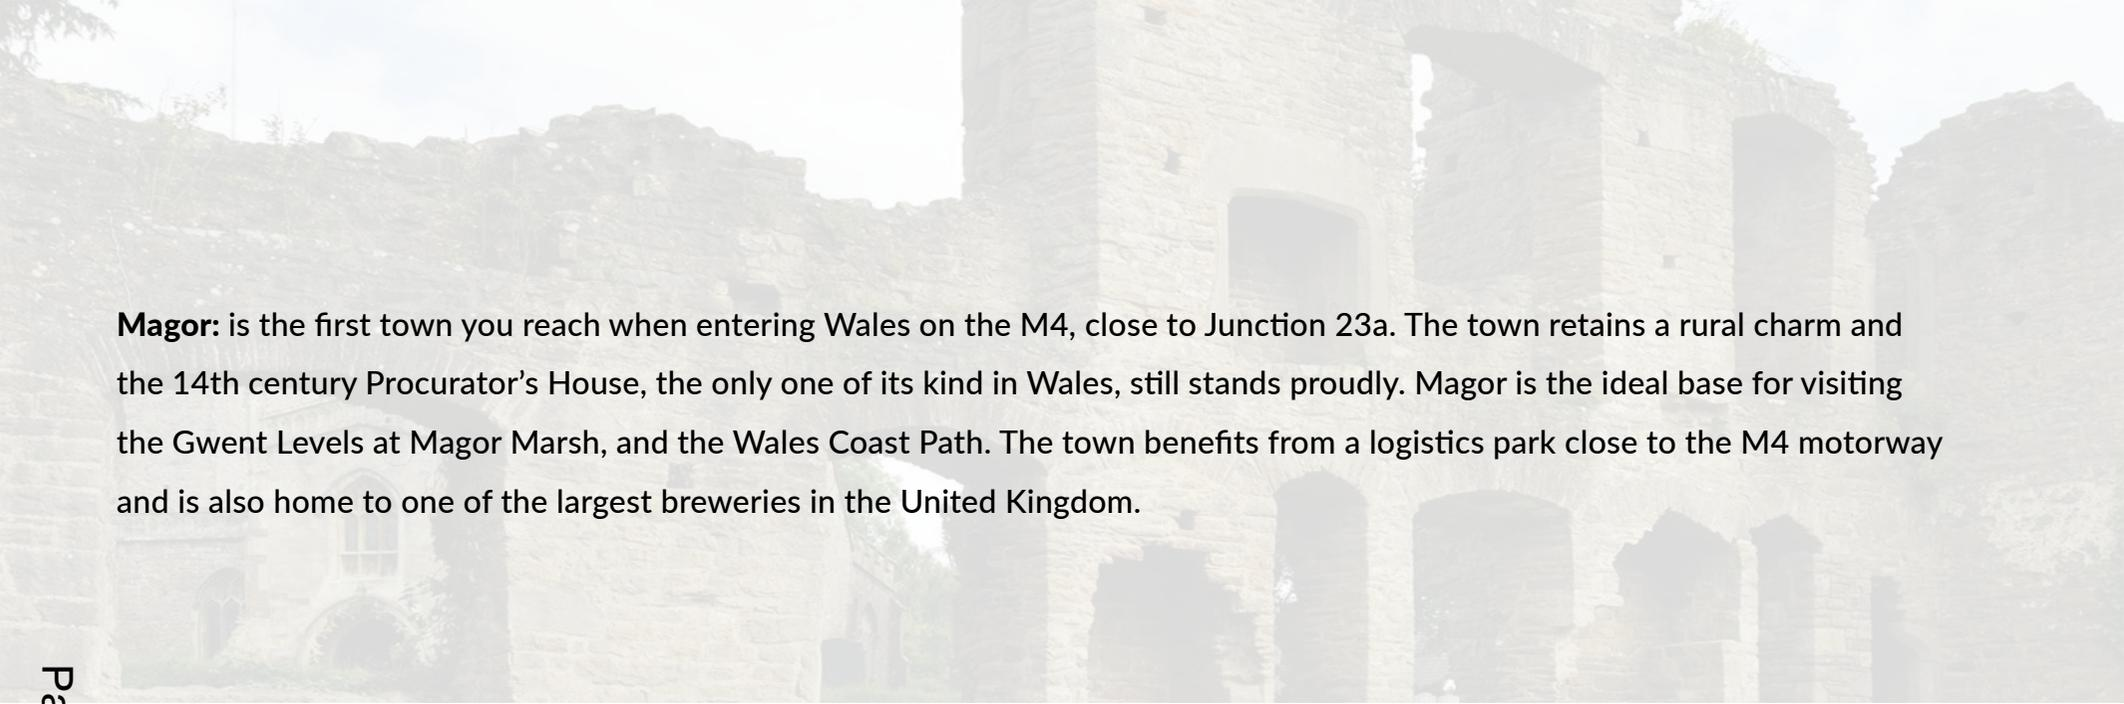 Magor: is the first town you reach when entering Wales on the M4, close to Junction 23a. The town retains a rural charm and
the 14th century Procurator’s House, the only one of its kind in Wales, still stands proudly. Magor is the ideal base for visiting
the Gwent Levels at Magor Marsh, and the Wales Coast Path. The town benefits from a logistics park close to the M4 motorway
and is also home to one of the largest breweries in the United Kingdom.